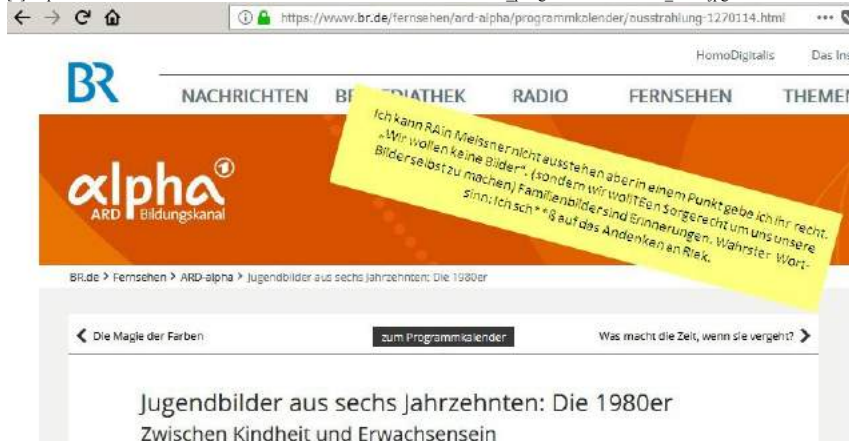 https://www.br.de/fernsehen/ard-alpha/programmkalender/ausstrahlung-1270114.html
HomoDigitalis Das Ins
BR
NACHRICHTEN RADIO FERNSEHEN THEMEN
Ich kann RAin Meissner nicht ausstehen aber in einem Punkt gebe ich ihr recht.
„Wir wollen keine Bilder“. (sondern wir wollTEen Sorgerecht um uns unsere
Bilder selbst zu machen) Familienbilder sind Erinnerungen. Wahrster Wort-
sinn: Ich sch**ß auf das Andenken an Riek.
alpha
ARD Bildungskanal
BR.de > Fernsehen > ARD-alpha > Jugendbilder aus sechs Jahrzehnten: Die 1980er
Die Magie der Farben zum Programmkalender Was macht die Zeit, wenn sie vergeht?
Jugendbilder aus sechs Jahrzehnten: Die 1980er
Zwischen Kindheit und Erwachsensein